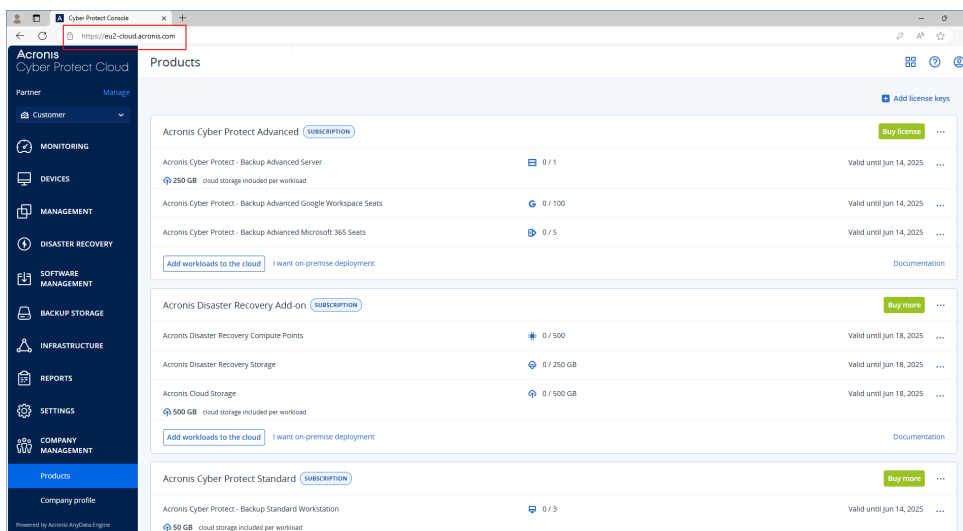 Cyber Protect Console
https://eu2-cloud.acronis.com
Acronis
Cyber Protect Cloud
Partner
Manage
Customer
MONITORING
DEVICES
MANAGEMENT
DISASTER RECOVERY
SOFTWARE
MANAGEMENT
BACKUP STORAGE
INFRASTRUCTURE
REPORTS
SETTINGS
COMPANY
MANAGEMENT
Products
Company profile
Powered by Acronis AnyData Engine
Products
Add license keys
Acronis Cyber Protect Advanced SUBSCRIPTION Buy license
Acronis Cyber Protect - Backup Advanced Server 0 / 1 Valid until Jun 14, 2025
250 GB cloud storage included per workload
Acronis Cyber Protect - Backup Advanced Google Workspace Seats 0 / 100 Valid until Jun 14, 2025
Acronis Cyber Protect - Backup Advanced Microsoft 365 Seats 0 / 5 Valid until Jun 14, 2025
Add workloads to the cloud I want on-premise deployment Documentation
Acronis Disaster Recovery Add-on SUBSCRIPTION Buy more
Acronis Disaster Recovery Compute Points 0 / 500 Valid until Jun 18, 2025
Acronis Disaster Recovery Storage 0 / 250 GB Valid until Jun 18, 2025
Acronis Cloud Storage 0 / 500 GB Valid until Jun 18, 2025
500 GB cloud storage included per workload
Add workloads to the cloud I want on-premise deployment Documentation
Acronis Cyber Protect Standard SUBSCRIPTION Buy more
Acronis Cyber Protect - Backup Standard Workstation 0 / 3 Valid until Jun 14, 2025
50 GB cloud storage included per workload